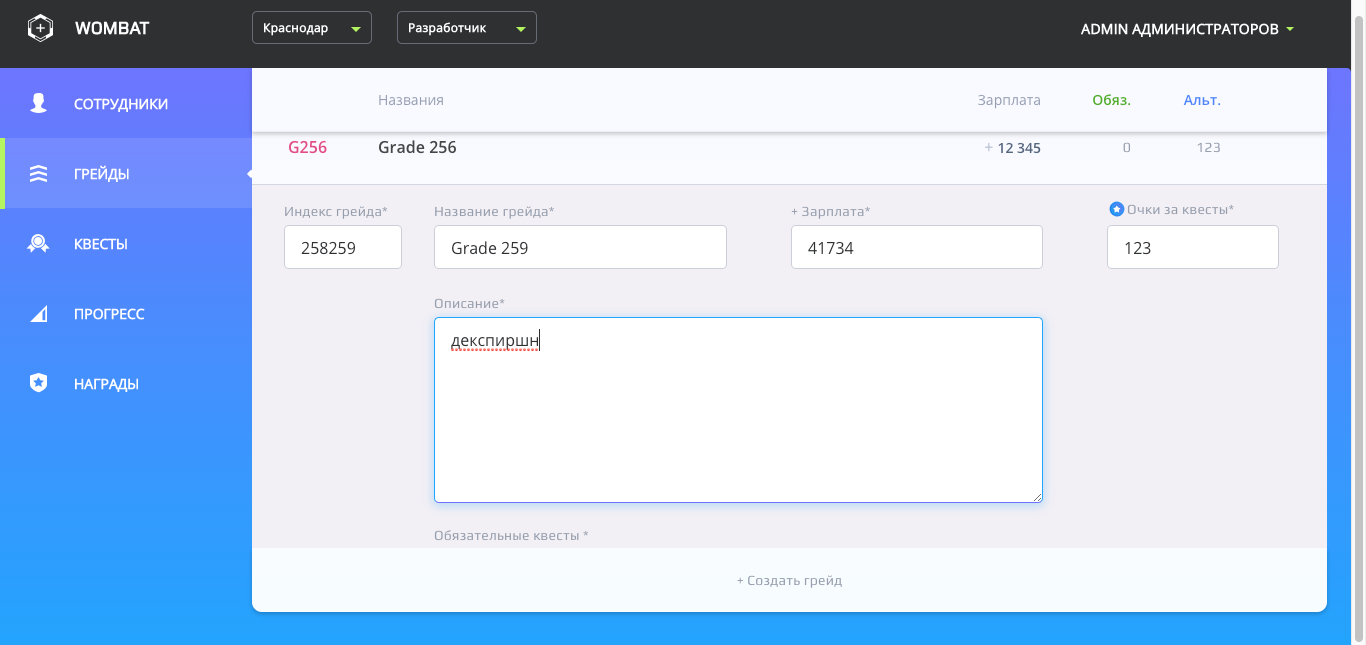 WOMBAT Краснодар Разработчик ADMIN АДМИНИСТРАТОРОВ
СОТРУДНИКИ
ГРЕЙДЫ
КВЕСТЫ
ПРОГРЕСС
НАГРАДЫ
Названия Зарплата Обяз. Альт.
G256 Grade 256 + 12 345 0 123
Индекс грейда* Название грейда* + Зарплата* Очки за квесты*
258259 Grade 259 41734 123
Описание*
декспиршн
Обязательные квесты *
+ Создать грейд